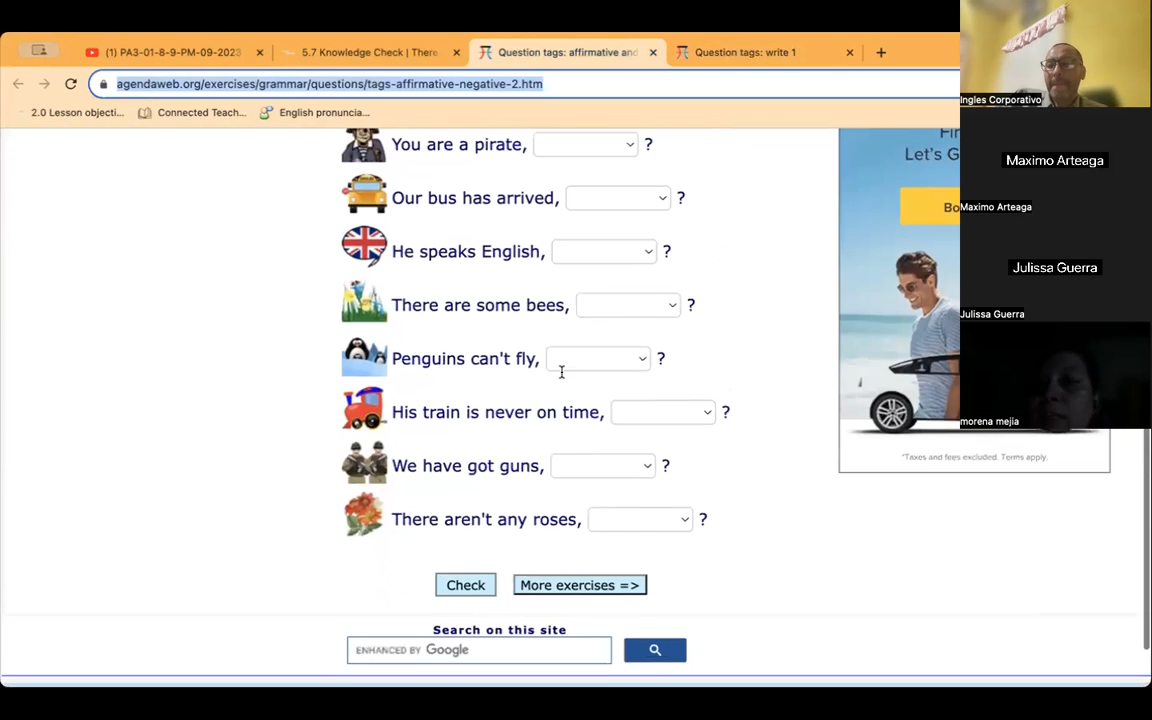 (1) PA3-01-8-9-PM-09-2023
5.7 Knowledge Check | There
Question tags: affirmative and
Question tags: write 1
agendaweb.org/exercises/grammar/questions/tags-affirmative-negative-2.htm
2.0 Lesson objecti...
Connected Teach...
English pronuncia...
You are a pirate, ?
Our bus has arrived, ?
He speaks English, ?
There are some bees, ?
Penguins can't fly, ?
His train is never on time, ?
We have got guns, ?
There aren't any roses, ?
Check
More exercises =>
Search on this site
ENHANCED BY Google
Let's G
Bo
*Taxes and fees excluded. Terms apply.
Ingles Corporativo
Maximo Arteaga
Maximo Arteaga
Julissa Guerra
Julissa Guerra
morena mejia